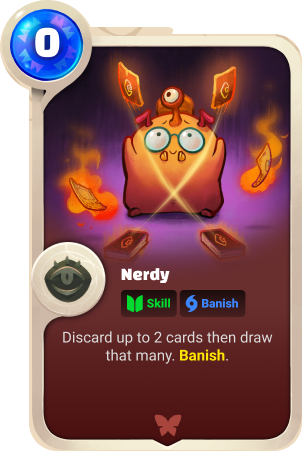 0
Nerdy
Skill Banish
Discard up to 2 cards then draw
that many. Banish.